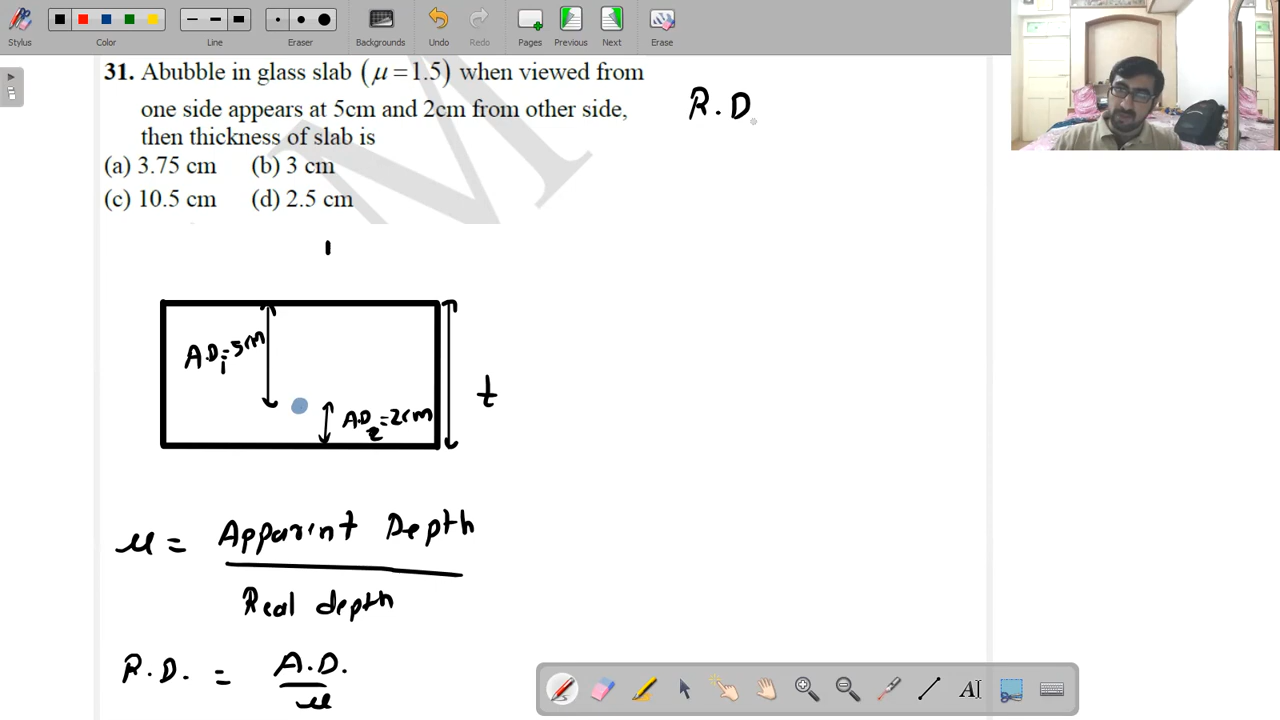 Stylus Color Line Eraser Backgrounds Undo Redo Pages Previous Next Erase
31. Abubble in glass slab (μ = 1.5) when viewed from
one side appears at 5cm and 2cm from other side,
then thickness of slab is
(a) 3.75 cm (b) 3 cm
(c) 10.5 cm (d) 2.5 cm
R.D
A.D₁=5cm
A.D₂=2cm
t
μ = Apparint Depth
Real depth
R.D. = A.D.
μ